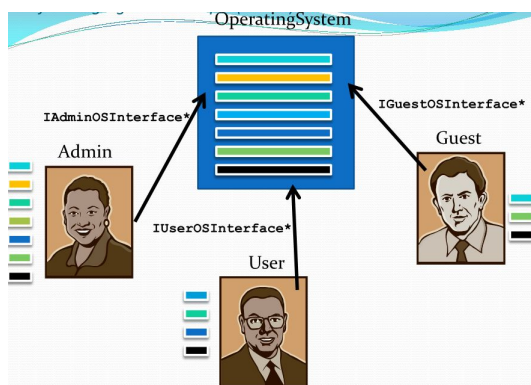 OperatingSystem
IAdminOSInterface*
IGuestOSInterface*
Admin
Guest
IUserOSInterface*
User